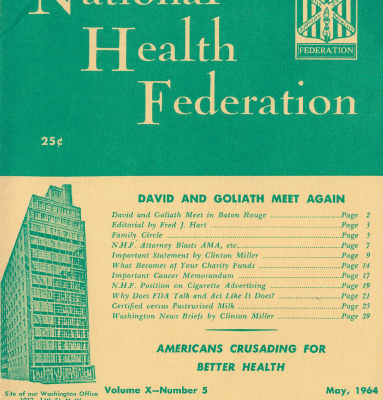 National
Health
Federation
FEDERATION
25¢
DAVID AND GOLIATH MEET AGAIN
David and Goliath Meet in Baton Rouge ..............................Page 2
Editorial by Fred J. Hart ........................................................Page 3
Family Circle ...........................................................................Page 5
N.H.F. Attorney Blasts AMA, etc.........................................Page 7
Important Statement by Clinton Miller ..............................Page 9
What Becomes of Your Charity Funds ..............................Page 14
Important Cancer Memorandum ........................................Page 17
N.H.F. Position on Cigarette Advertising ..........................Page 19
Why Does FDA Talk and Act Like It Does? ......................Page 21
Certified versus Pasteurized Milk ........................................Page 25
Washington News Briefs by Clinton Miller ......................Page 29
AMERICANS CRUSADING FOR
BETTER HEALTH
Site of our Washington Office
Volume X—Number 5
May, 1964